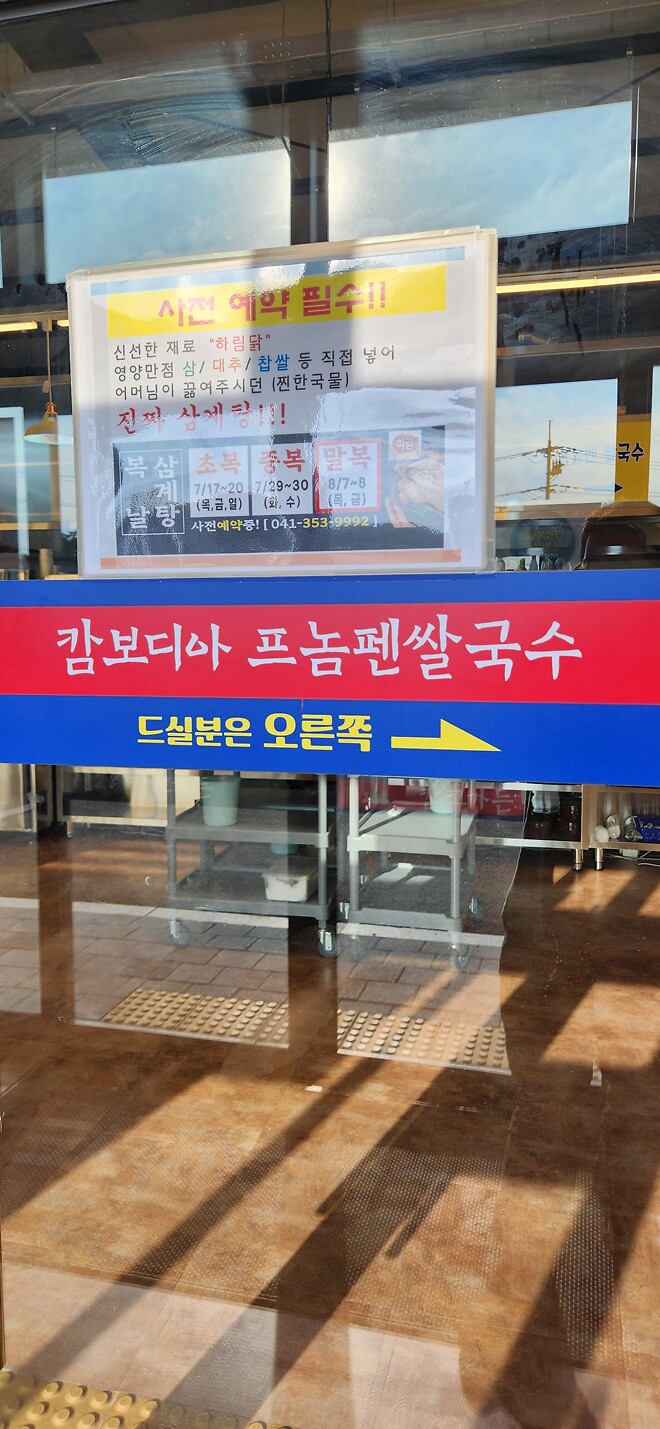 사전 예약 필수!!
신선한 재료 "하림닭"
영양만점 삼/ 대추/ 찹쌀 등 직접 넣어
어머님이 끓여주시던 (찐한국물)
진짜 삼계탕!!!
복날 삼계탕
초복 중복 말복
7/17~20 7/29~30 8/7~8
(목,금,일) (화, 수) (목, 금)
사전예약중! [ 041-353-9992 ]
하림
국수
캄보디아 프놈펜쌀국수
드실분은 오른쪽